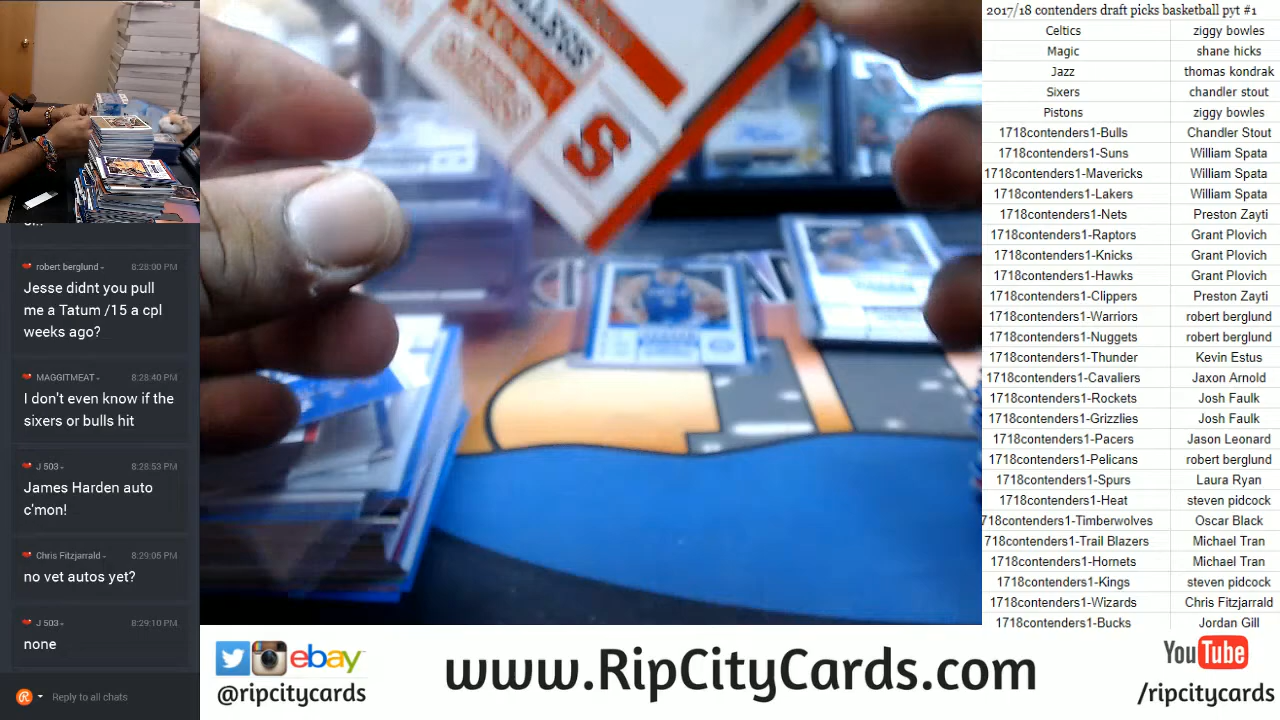 2017/18 contenders draft picks basketball pyt #1
Celtics ziggy bowles
Magic shane hicks
Jazz thomas kondrak
Sixers chandler stout
Pistons ziggy bowles
1718contenders1-Bulls Chandler Stout
1718contenders1-Suns William Spata
1718contenders1-Mavericks William Spata
1718contenders1-Lakers William Spata
1718contenders1-Nets Preston Zayti
1718contenders1-Raptors Grant Plovich
1718contenders1-Knicks Grant Plovich
1718contenders1-Hawks Grant Plovich
1718contenders1-Clippers Preston Zayti
1718contenders1-Warriors robert berglund
1718contenders1-Nuggets robert berglund
1718contenders1-Thunder Kevin Estus
1718contenders1-Cavaliers Jaxon Arnold
1718contenders1-Rockets Josh Faulk
1718contenders1-Grizzlies Josh Faulk
1718contenders1-Pacers Jason Leonard
1718contenders1-Pelicans robert berglund
1718contenders1-Spurs Laura Ryan
1718contenders1-Heat steven pidcock
718contenders1-Timberwolves Oscar Black
718contenders1-Trail Blazers Michael Tran
1718contenders1-Hornets Michael Tran
1718contenders1-Kings steven pidcock
1718contenders1-Wizards Chris Fitzjarrald
1718contenders1-Bucks Jordan Gill
robert berglund 8:28:00 PM
Jesse didnt you pull
me a Tatum /15 a cpl
weeks ago?
MAGGITMEAT 8:28:40 PM
I don't even know if the
sixers or bulls hit
J 503 8:28:53 PM
James Harden auto
c'mon!
Chris Fitzjarrald 8:29:05 PM
no vet autos yet?
J 503 8:29:10 PM
none
Reply to all chats
S
ebay
@ripcitycards
www.RipCityCards.com
YouTube
/ripcitycards